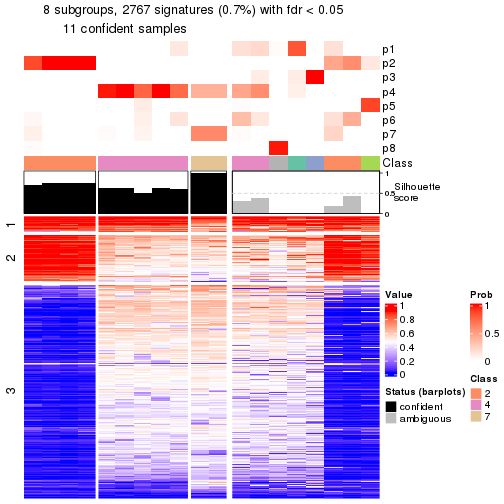 8 subgroups, 2767 signatures (0.7%) with fdr < 0.05
11 confident samples
p1
p2
p3
p4
p5
p6
p7
p8
Class
1
0.5
0
Silhouette
score
1
2
3
Value
1
0.8
0.6
0.4
0.2
0
Prob
1
0.5
0
Status (barplots)
confident
ambiguous
Class
2
4
7